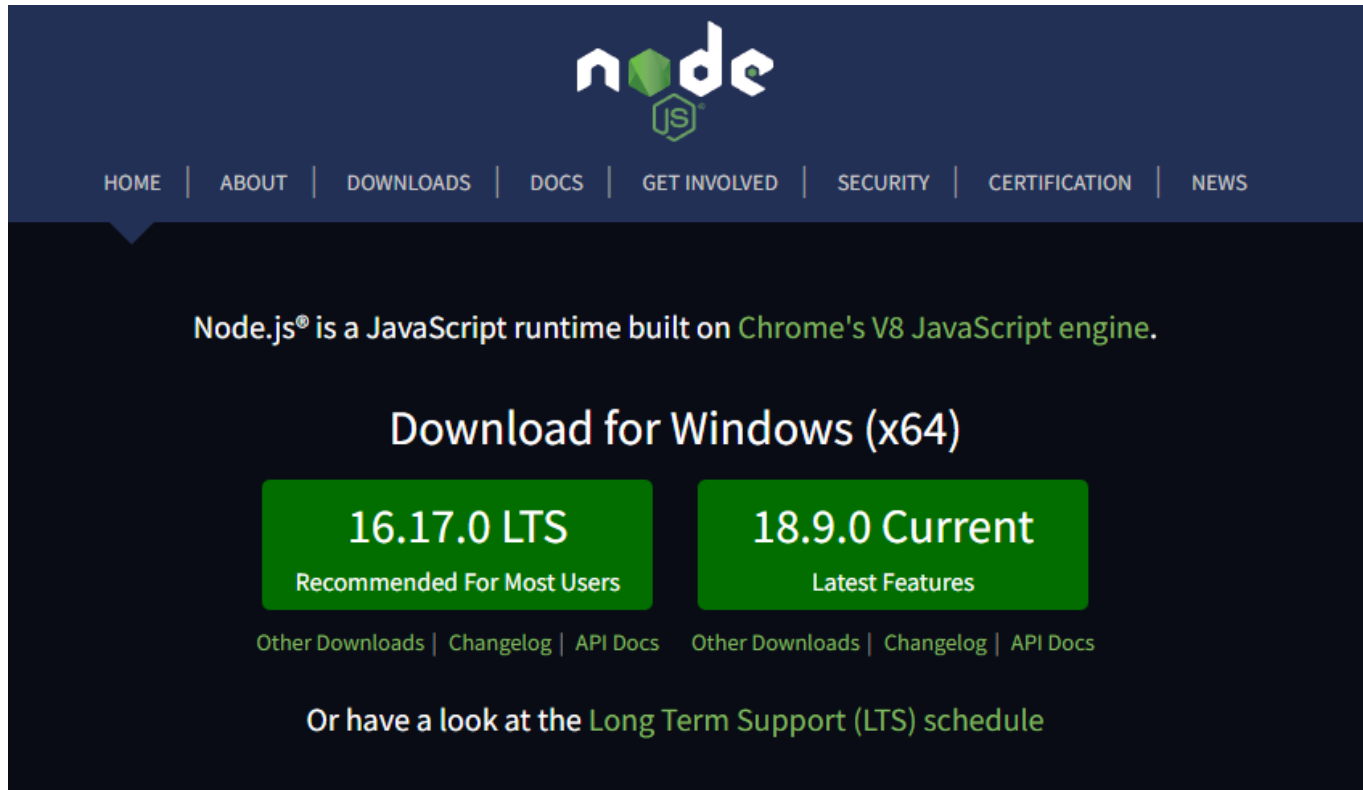 node
JS®
HOME | ABOUT | DOWNLOADS | DOCS | GET INVOLVED | SECURITY | CERTIFICATION | NEWS
Node.js® is a JavaScript runtime built on Chrome's V8 JavaScript engine.
Download for Windows (x64)
16.17.0 LTS 18.9.0 Current
Recommended For Most Users Latest Features
Other Downloads | Changelog | API Docs Other Downloads | Changelog | API Docs
Or have a look at the Long Term Support (LTS) schedule